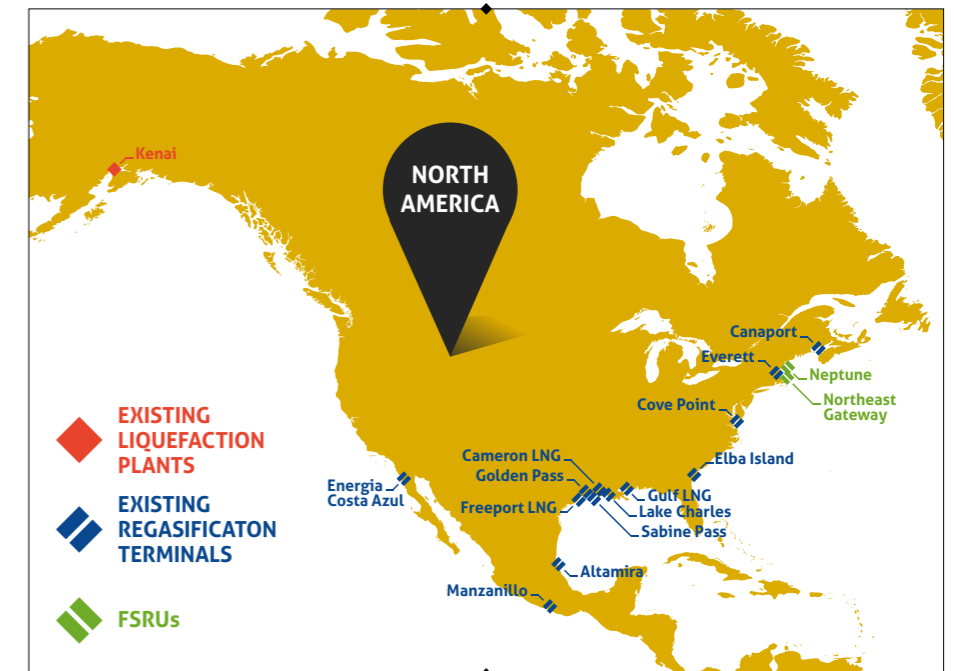 NORTH
AMERICA
Kenai
Canaport
Everett
Neptune
Northeast
Gateway
Cove Point
Elba Island
Cameron LNG
Golden Pass
Freeport LNG
Gulf LNG
Lake Charles
Sabine Pass
Energia
Costa Azul
Altamira
Manzanillo
EXISTING
LIQUEFACTION
PLANTS
EXISTING
REGASIFICATON
TERMINALS
FSRUs